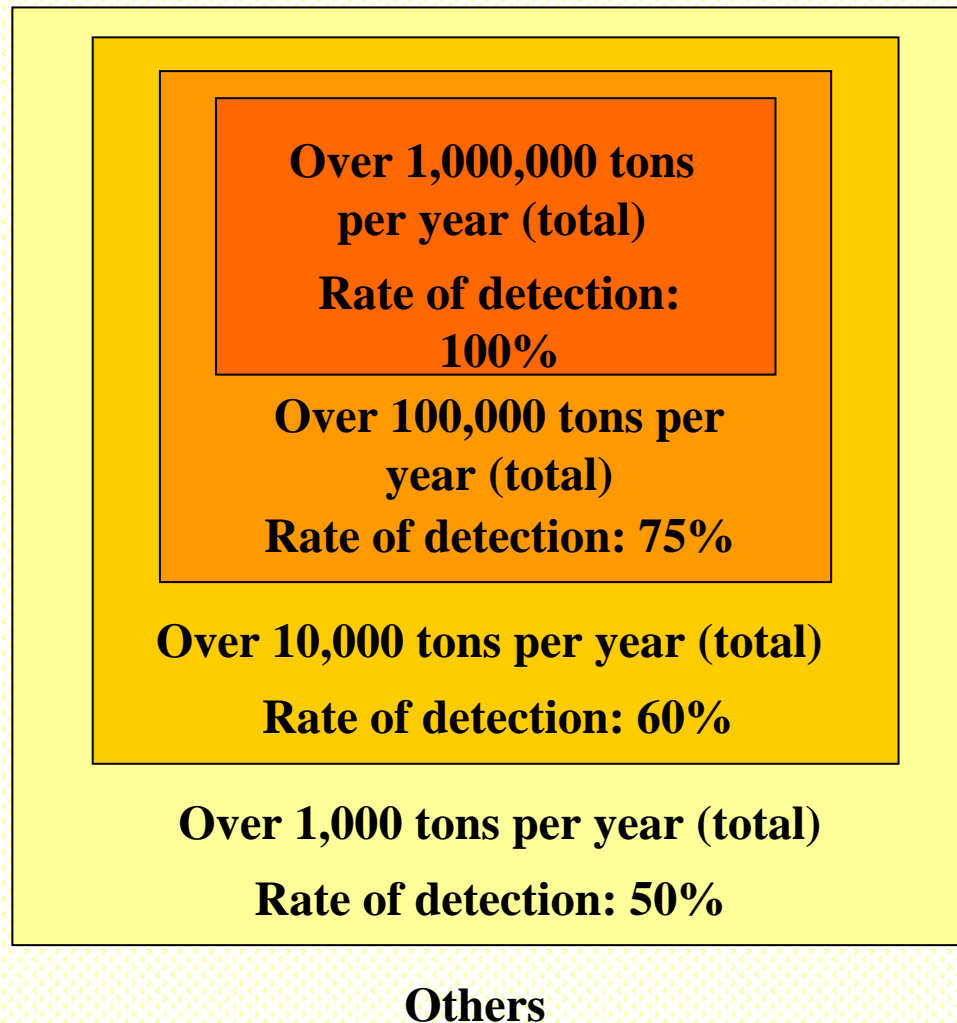 Over 1,000,000 tons
per year (total)
Rate of detection:
100%
Over 100,000 tons per
year (total)
Rate of detection: 75%
Over 10,000 tons per year (total)
Rate of detection: 60%
Over 1,000 tons per year (total)
Rate of detection: 50%
Others